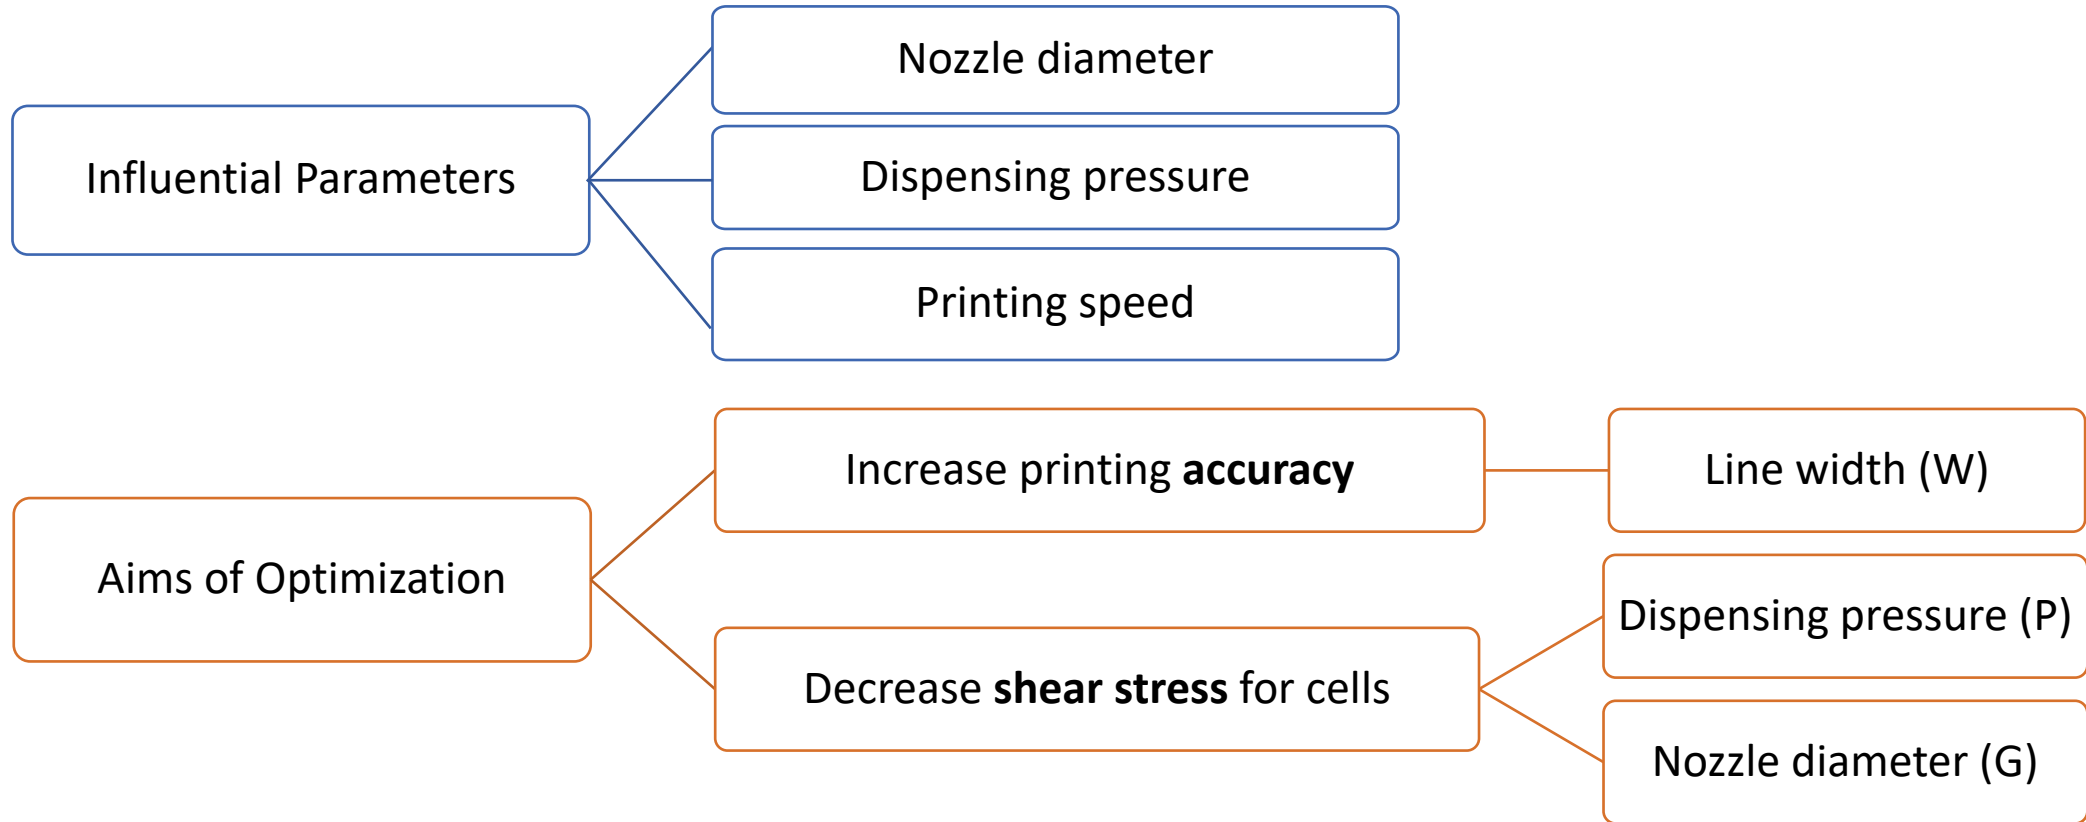 Influential Parameters
Nozzle diameter
Dispensing pressure
Printing speed
Aims of Optimization
Increase printing accuracy
Line width (W)
Decrease shear stress for cells
Dispensing pressure (P)
Nozzle diameter (G)